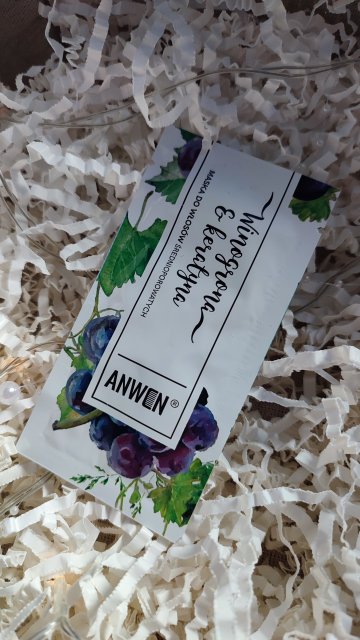 Winogrona
& keratyna
MASKA DO WŁOSÓW ŚREDNIOPOROWATYCH
ANWEN®